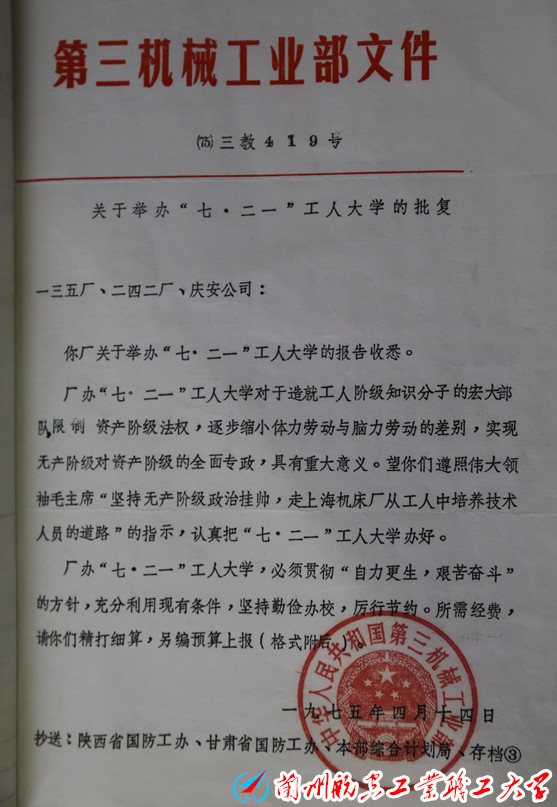 第三机械工业部文件
(75)三教419号
关于举办“七·二一”工人大学的批复
一三五厂、二四二厂、庆安公司：
你厂关于举办“七·二一”工人大学的报告收悉。
厂办“七·二一”工人大学对于造就工人阶级知识分子的宏大部
队，限制 资产阶级法权，逐步缩小体力劳动与脑力劳动的差别，实现
无产阶级对资产阶级的全面专政，具有重大意义。望你们遵照伟大领
袖毛主席“坚持无产阶级政治挂帅，走上海机床厂从工人中培养技术
人员的道路”的指示，认真把“七·二一”工人大学办好。
厂办“七·二一”工人大学，必须贯彻“自力更生，艰苦奋斗”
的方针，充分利用现有条件，坚持勤俭办校，厉行节约。所需经费，
请你们精打细算，另编预算上报（格式附后）。
中华人民共和国第三机械工业部
一九七五年四月十四日
抄送：陕西省国防工办、甘肃省国防工办、本部综合计划局、存档③
兰州航空工业职工大学